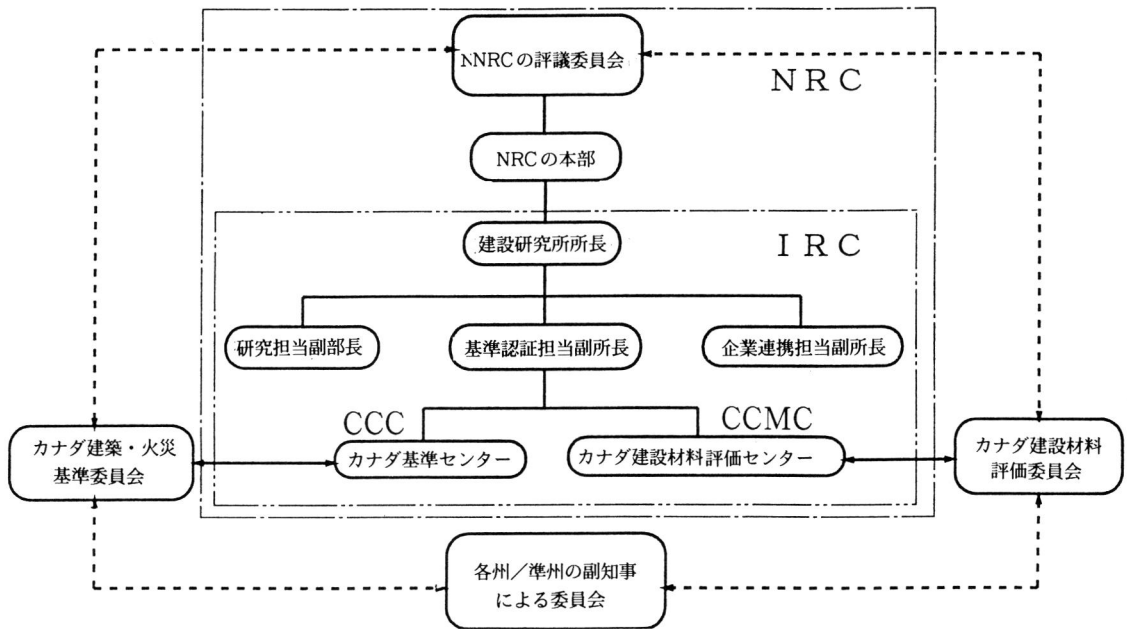 NNRCの評議委員会
NRC
NRCの本部
建設研究所所長
IRC
研究担当副部長
基準認証担当副所長
企業連携担当副所長
CCC
CCMC
カナダ建築・火災
基準委員会
カナダ基準センター
カナダ建設材料評価センター
カナダ建設材料
評価委員会
各州／準州の副知事
による委員会